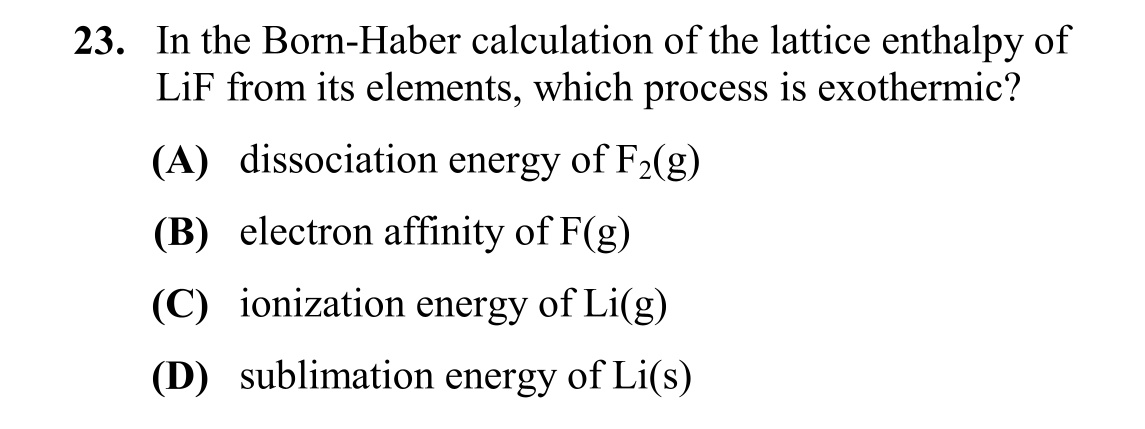 23. In the Born-Haber calculation of the lattice enthalpy of
LiF from its elements, which process is exothermic?
(A) dissociation energy of F₂(g)
(B) electron affinity of F(g)
(C) ionization energy of Li(g)
(D) sublimation energy of Li(s)